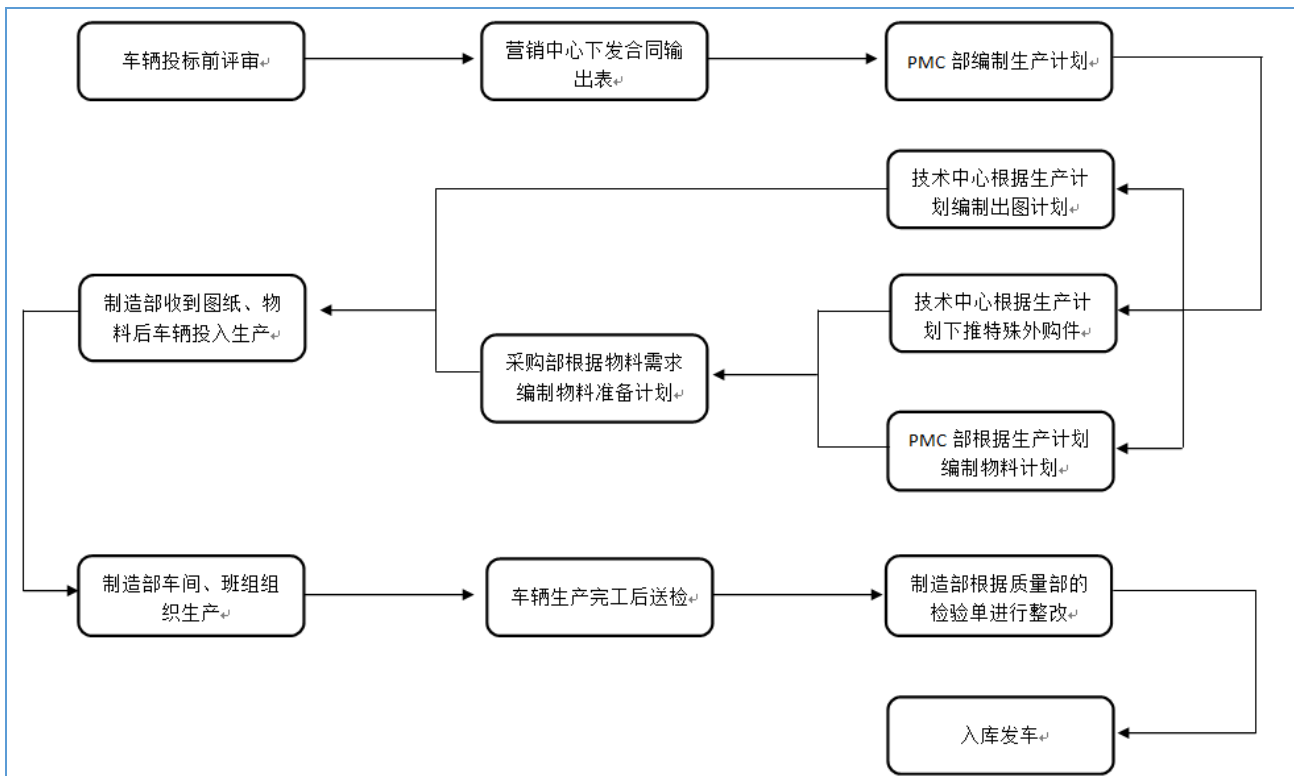 车辆投标前评审↵
营销中心下发合同输
出表↵
PMC 部编制生产计划↵
技术中心根据生产计
划编制出图计划↵
制造部收到图纸、物
料后车辆投入生产↵
技术中心根据生产计
划下推特殊外购件↵
采购部根据物料需求
编制物料准备计划↵
PMC 部根据生产计划
编制物料计划↵
制造部车间、班组组
织生产↵
车辆生产完工后送检↵
制造部根据质量部的
检验单进行整改↵
入库发车↵